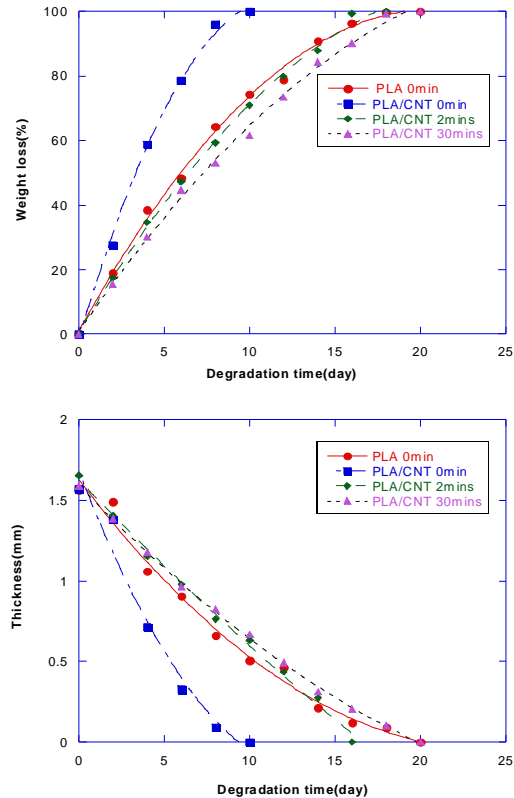 100
80
60
40
20
0
Weight loss(%)
PLA 0min
PLA/CNT 0min
PLA/CNT 2mins
PLA/CNT 30mins
0 5 10 15 20 25
Degradation time(day)
2
1.5
1
0.5
0
Thickness(mm)
PLA 0min
PLA/CNT 0min
PLA/CNT 2mins
PLA/CNT 30mins
0 5 10 15 20 25
Degradation time(day)